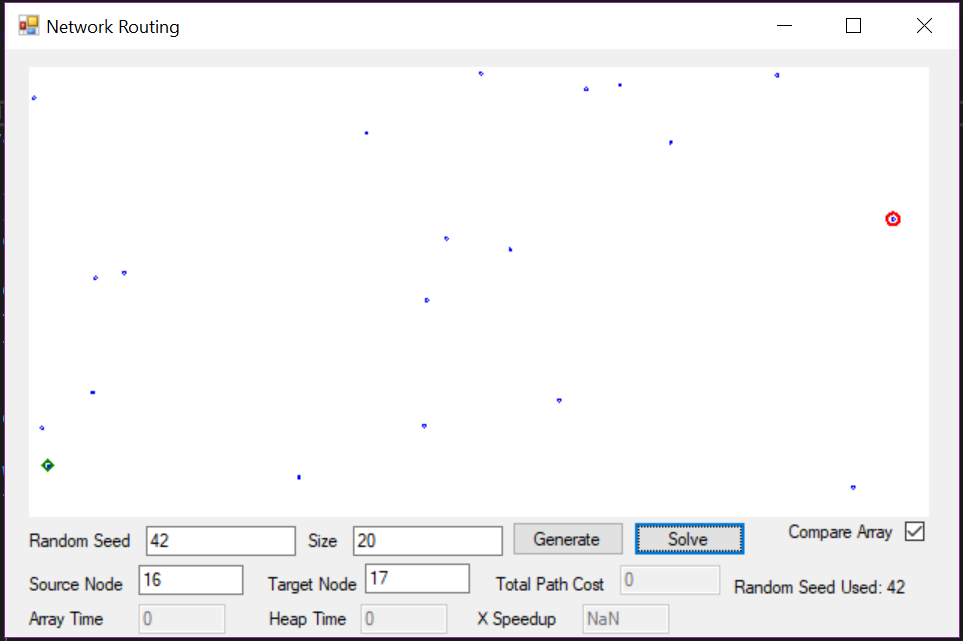 Network Routing
Random Seed 42 Size 20 Generate Solve Compare Array
Source Node 16 Target Node 17 Total Path Cost 0 Random Seed Used: 42
Array Time 0 Heap Time 0 X Speedup NaN